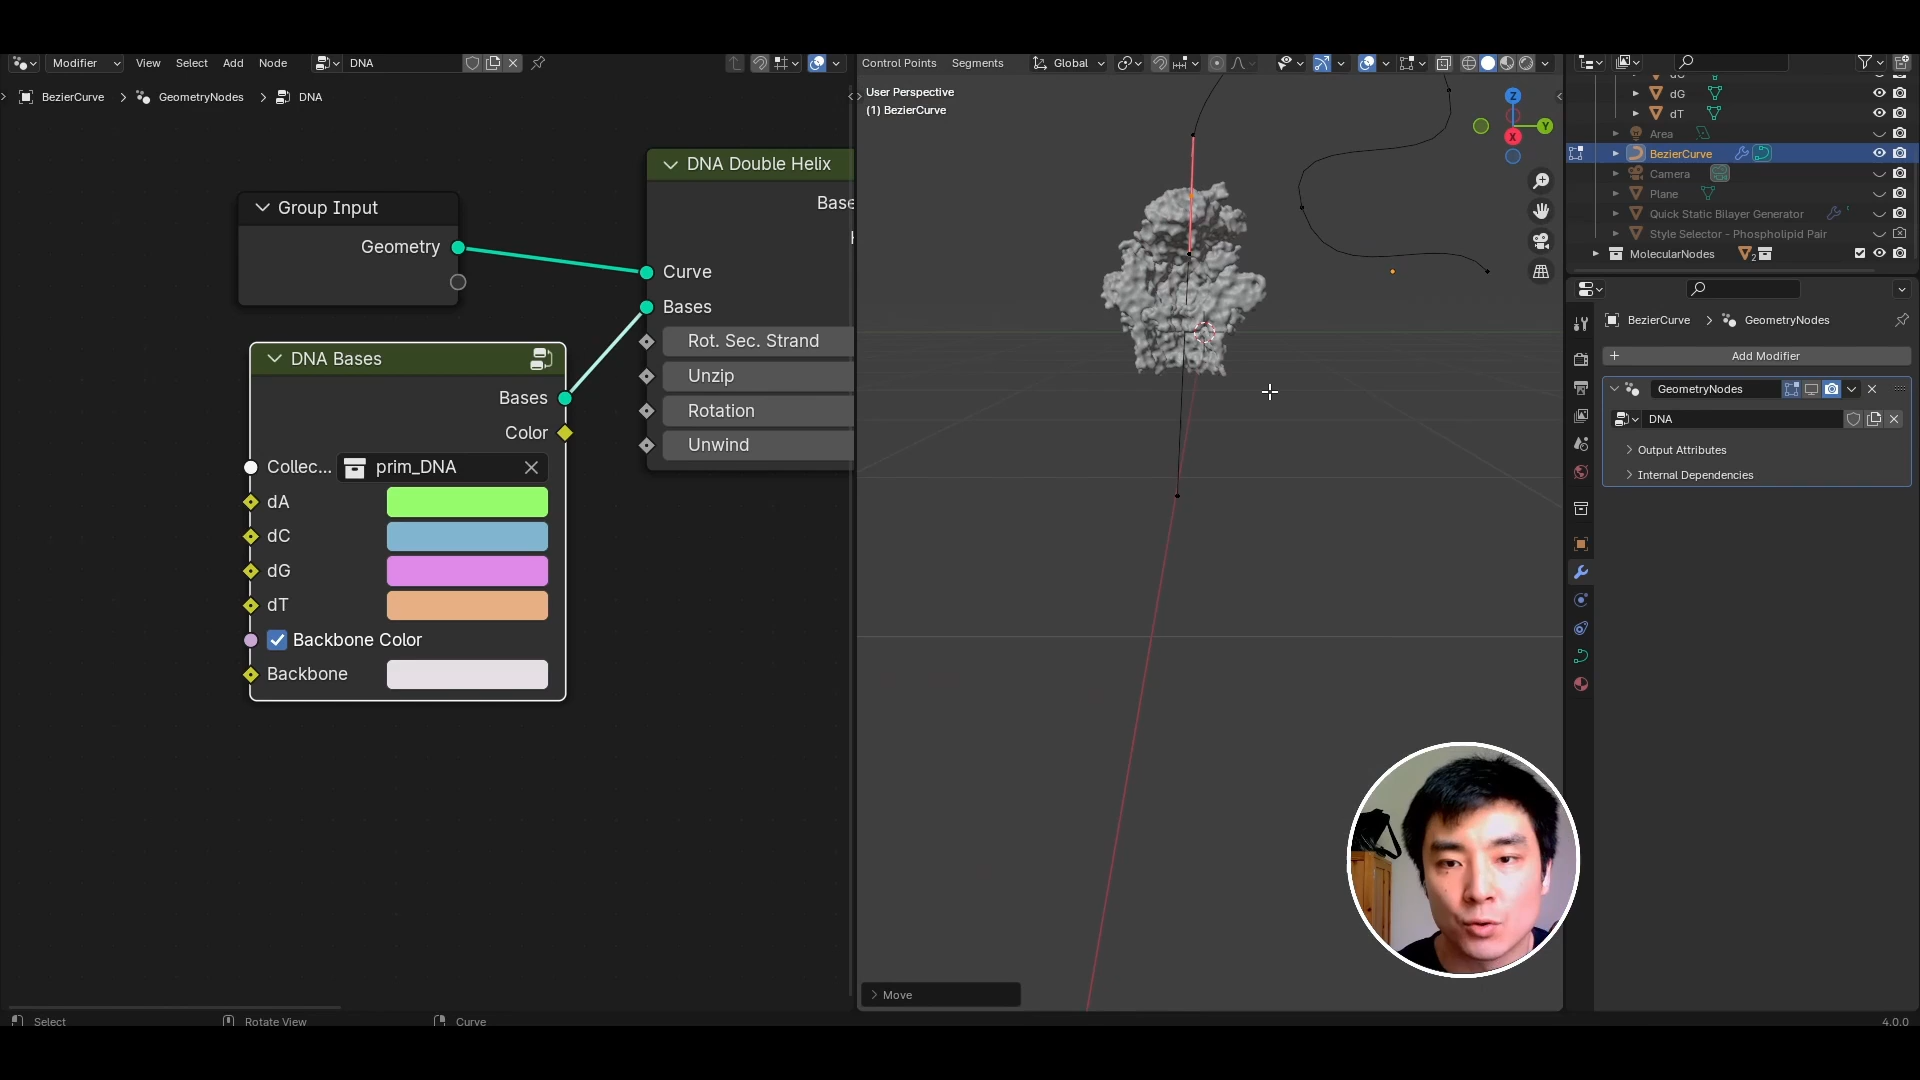 Modifier
View
Select
Add
Node
DNA
BezierCurve
GeometryNodes
DNA
Group Input
Geometry
DNA Bases
Bases
Color
Collec...
prim_DNA
dA
dC
dG
dT
Backbone Color
Backbone
DNA Double Helix
Base
Curve
Bases
Rot. Sec. Strand
Unzip
Rotation
Unwind
Control Points
Segments
Global
User Perspective
(1) BezierCurve
Z
Y
X
Move
dG
dT
Area
BezierCurve
Camera
Plane
Quick Static Bilayer Generator
Style Selector - Phospholipid Pair
MolecularNodes
2
BezierCurve
GeometryNodes
Add Modifier
GeometryNodes
DNA
Output Attributes
Internal Dependencies
Select
Rotate View
Curve
4.0.0